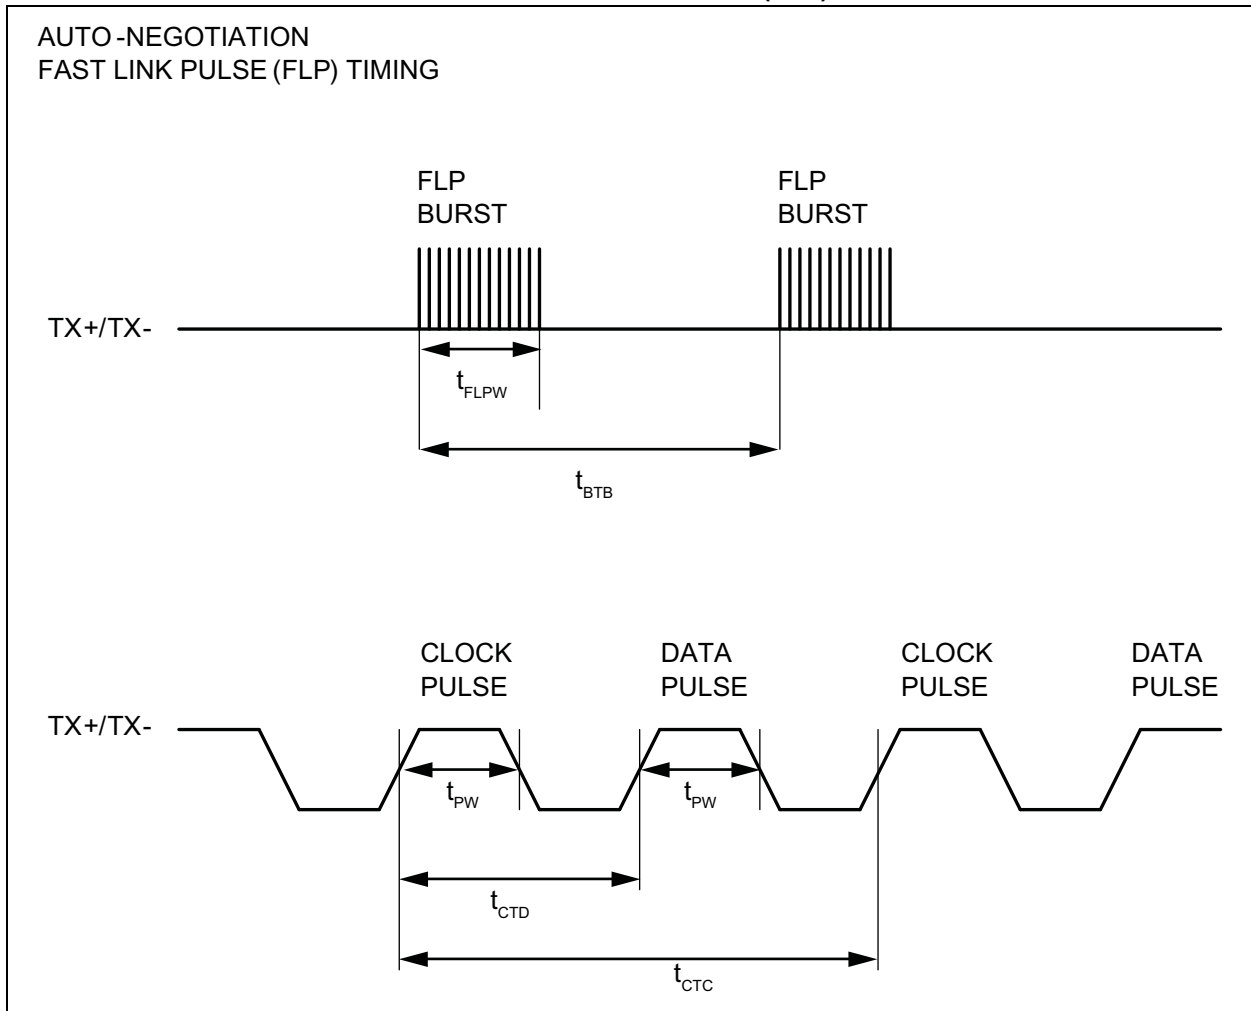 AUTO-NEGOTIATION
FAST LINK PULSE (FLP) TIMING
FLP
BURST
FLP
BURST
TX+/TX-
tFLPW
tBTB
CLOCK
PULSE
DATA
PULSE
CLOCK
PULSE
DATA
PULSE
TX+/TX-
tPW
tPW
tCTD
tCTC